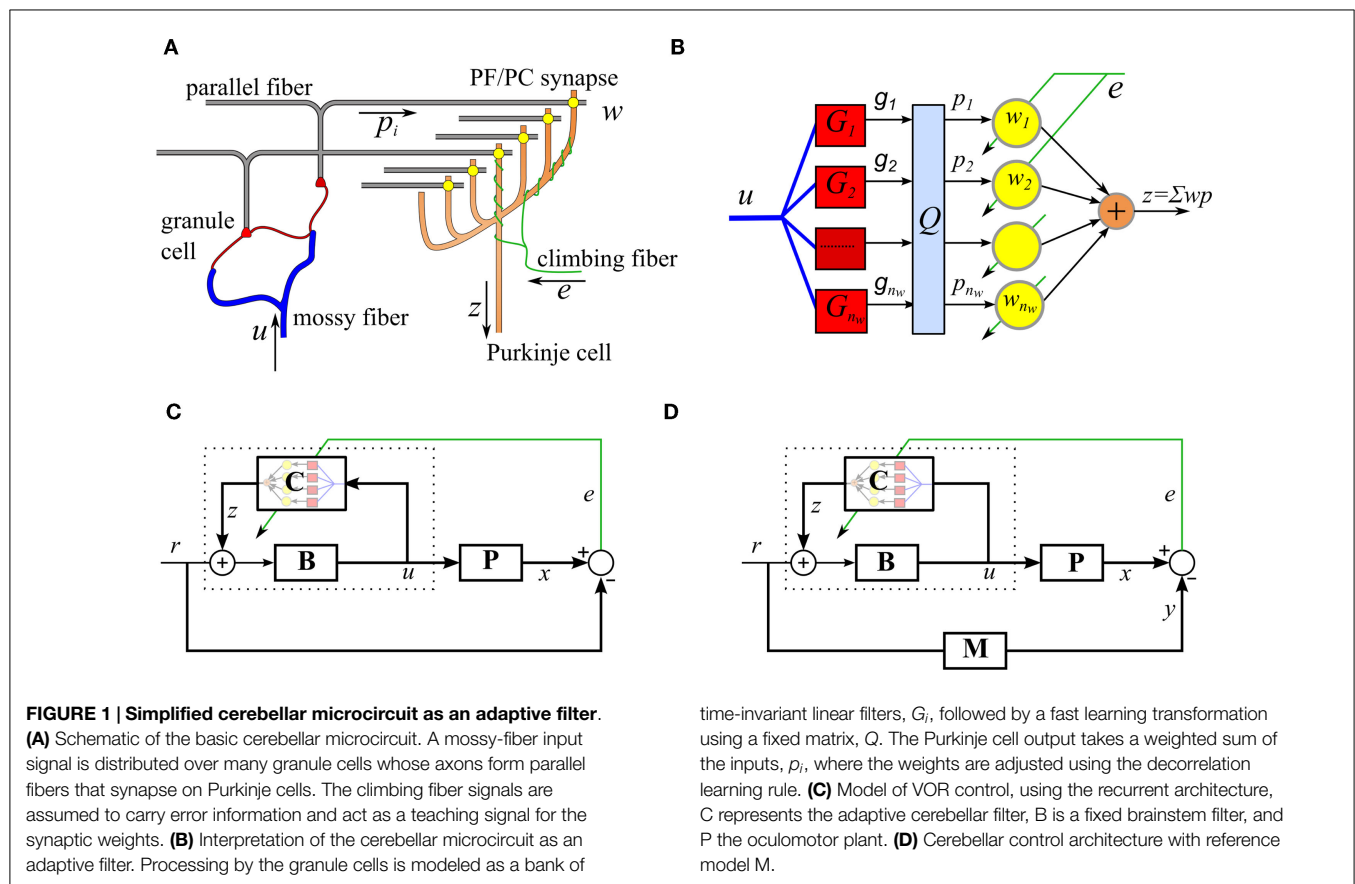 A
parallel fiber
PF/PC synapse
w
p_i
granule
cell
climbing fiber
e
z
mossy fiber
u
Purkinje cell
B
e
G_1 g_1 p_1 w_1
G_2 g_2 p_2 w_2
u
Q
+ z=Σwp
..........
G_{n_w} g_{n_w} p_{n_w} w_{n_w}
C
C
e
z
r
+ B u P x + -
D
C
e
z
r
+ B u P x + -
y
M
FIGURE 1 | Simplified cerebellar microcircuit as an adaptive filter.
(A) Schematic of the basic cerebellar microcircuit. A mossy-fiber input
signal is distributed over many granule cells whose axons form parallel
fibers that synapse on Purkinje cells. The climbing fiber signals are
assumed to carry error information and act as a teaching signal for the
synaptic weights. (B) Interpretation of the cerebellar microcircuit as an
adaptive filter. Processing by the granule cells is modeled as a bank of
time-invariant linear filters, G_i, followed by a fast learning transformation
using a fixed matrix, Q. The Purkinje cell output takes a weighted sum of
the inputs, p_i, where the weights are adjusted using the decorrelation
learning rule. (C) Model of VOR control, using the recurrent architecture,
C represents the adaptive cerebellar filter, B is a fixed brainstem filter, and
P the oculomotor plant. (D) Cerebellar control architecture with reference
model M.